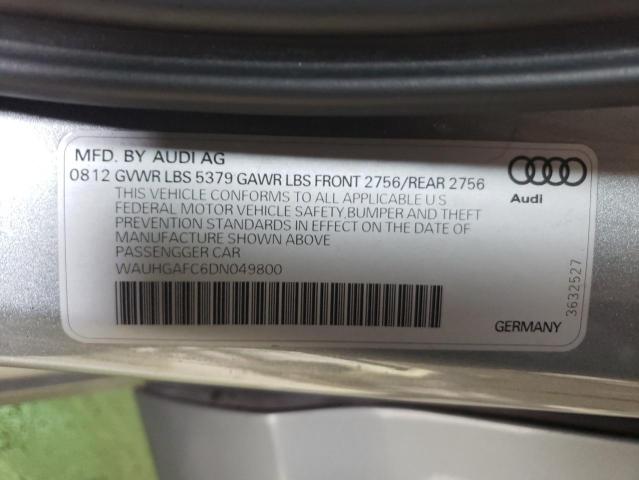 MFD. BY AUDI AG
0812 GVWR LBS 5379 GAWR LBS FRONT 2756/REAR 2756
THIS VEHICLE CONFORMS TO ALL APPLICABLE U S
FEDERAL MOTOR VEHICLE SAFETY,BUMPER AND THEFT
PREVENTION STANDARDS IN EFFECT ON THE DATE OF
MANUFACTURE SHOWN ABOVE
PASSENGGER CAR
WAUHGAFC6DN049800
Audi
3632527
GERMANY